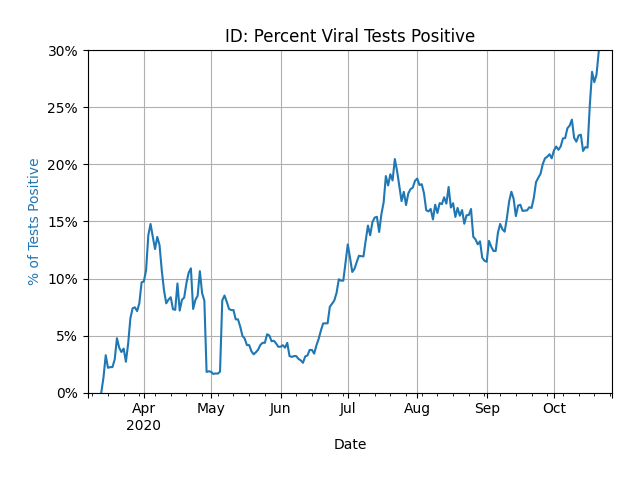 ID: Percent Viral Tests Positive
30%
25%
20%
15%
10%
5%
0%
% of Tests Positive
Apr May Jun Jul Aug Sep Oct
2020
Date